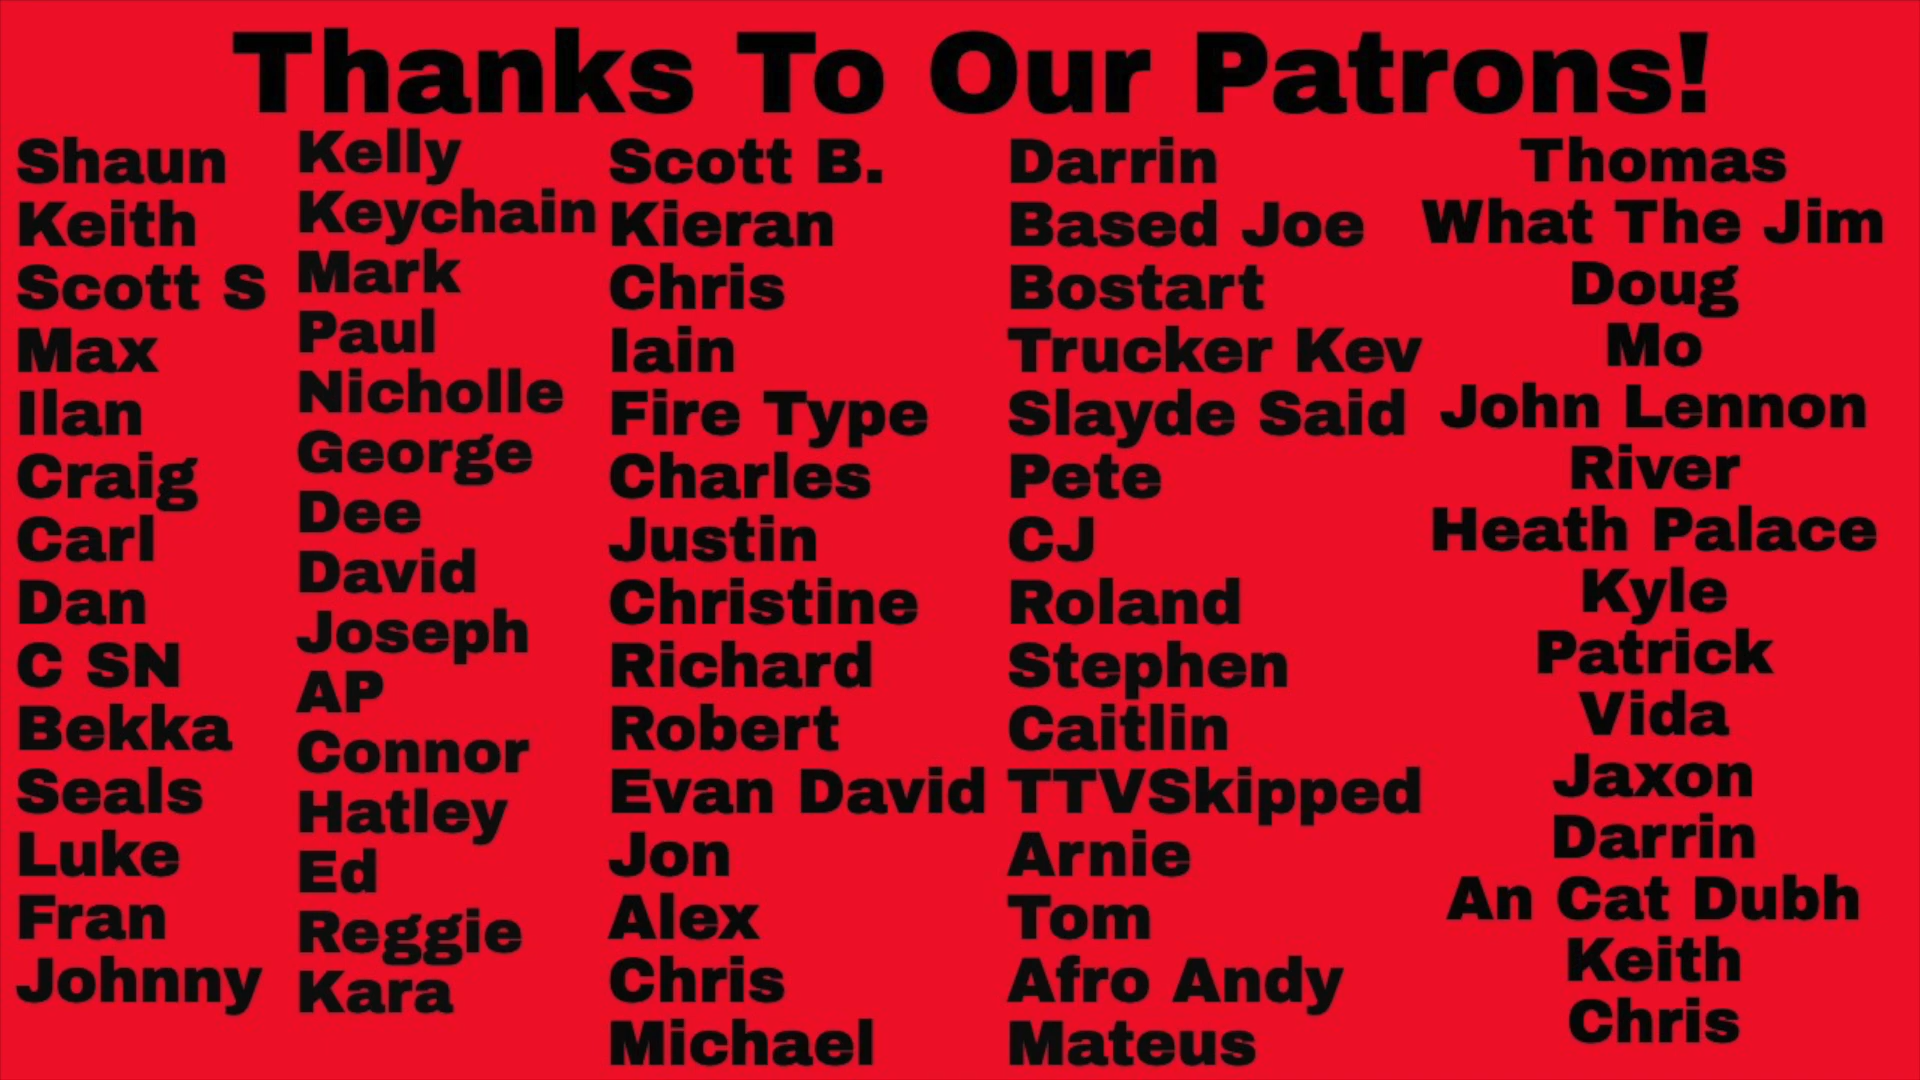 Thanks To Our Patrons!
Shaun
Keith
Scott S
Max
Ilan
Craig
Carl
Dan
C SN
Bekka
Seals
Luke
Fran
Johnny
Kelly
Keychain
Mark
Paul
Nicholle
George
Dee
David
Joseph
AP
Connor
Hatley
Ed
Reggie
Kara
Scott B.
Kieran
Chris
Iain
Fire Type
Charles
Justin
Christine
Richard
Robert
Evan David
Jon
Alex
Chris
Michael
Darrin
Based Joe
Bostart
Trucker Kev
Slayde Said
Pete
CJ
Roland
Stephen
Caitlin
TTVSkipped
Arnie
Tom
Afro Andy
Mateus
Thomas
What The Jim
Doug
Mo
John Lennon
River
Heath Palace
Kyle
Patrick
Vida
Jaxon
Darrin
An Cat Dubh
Keith
Chris